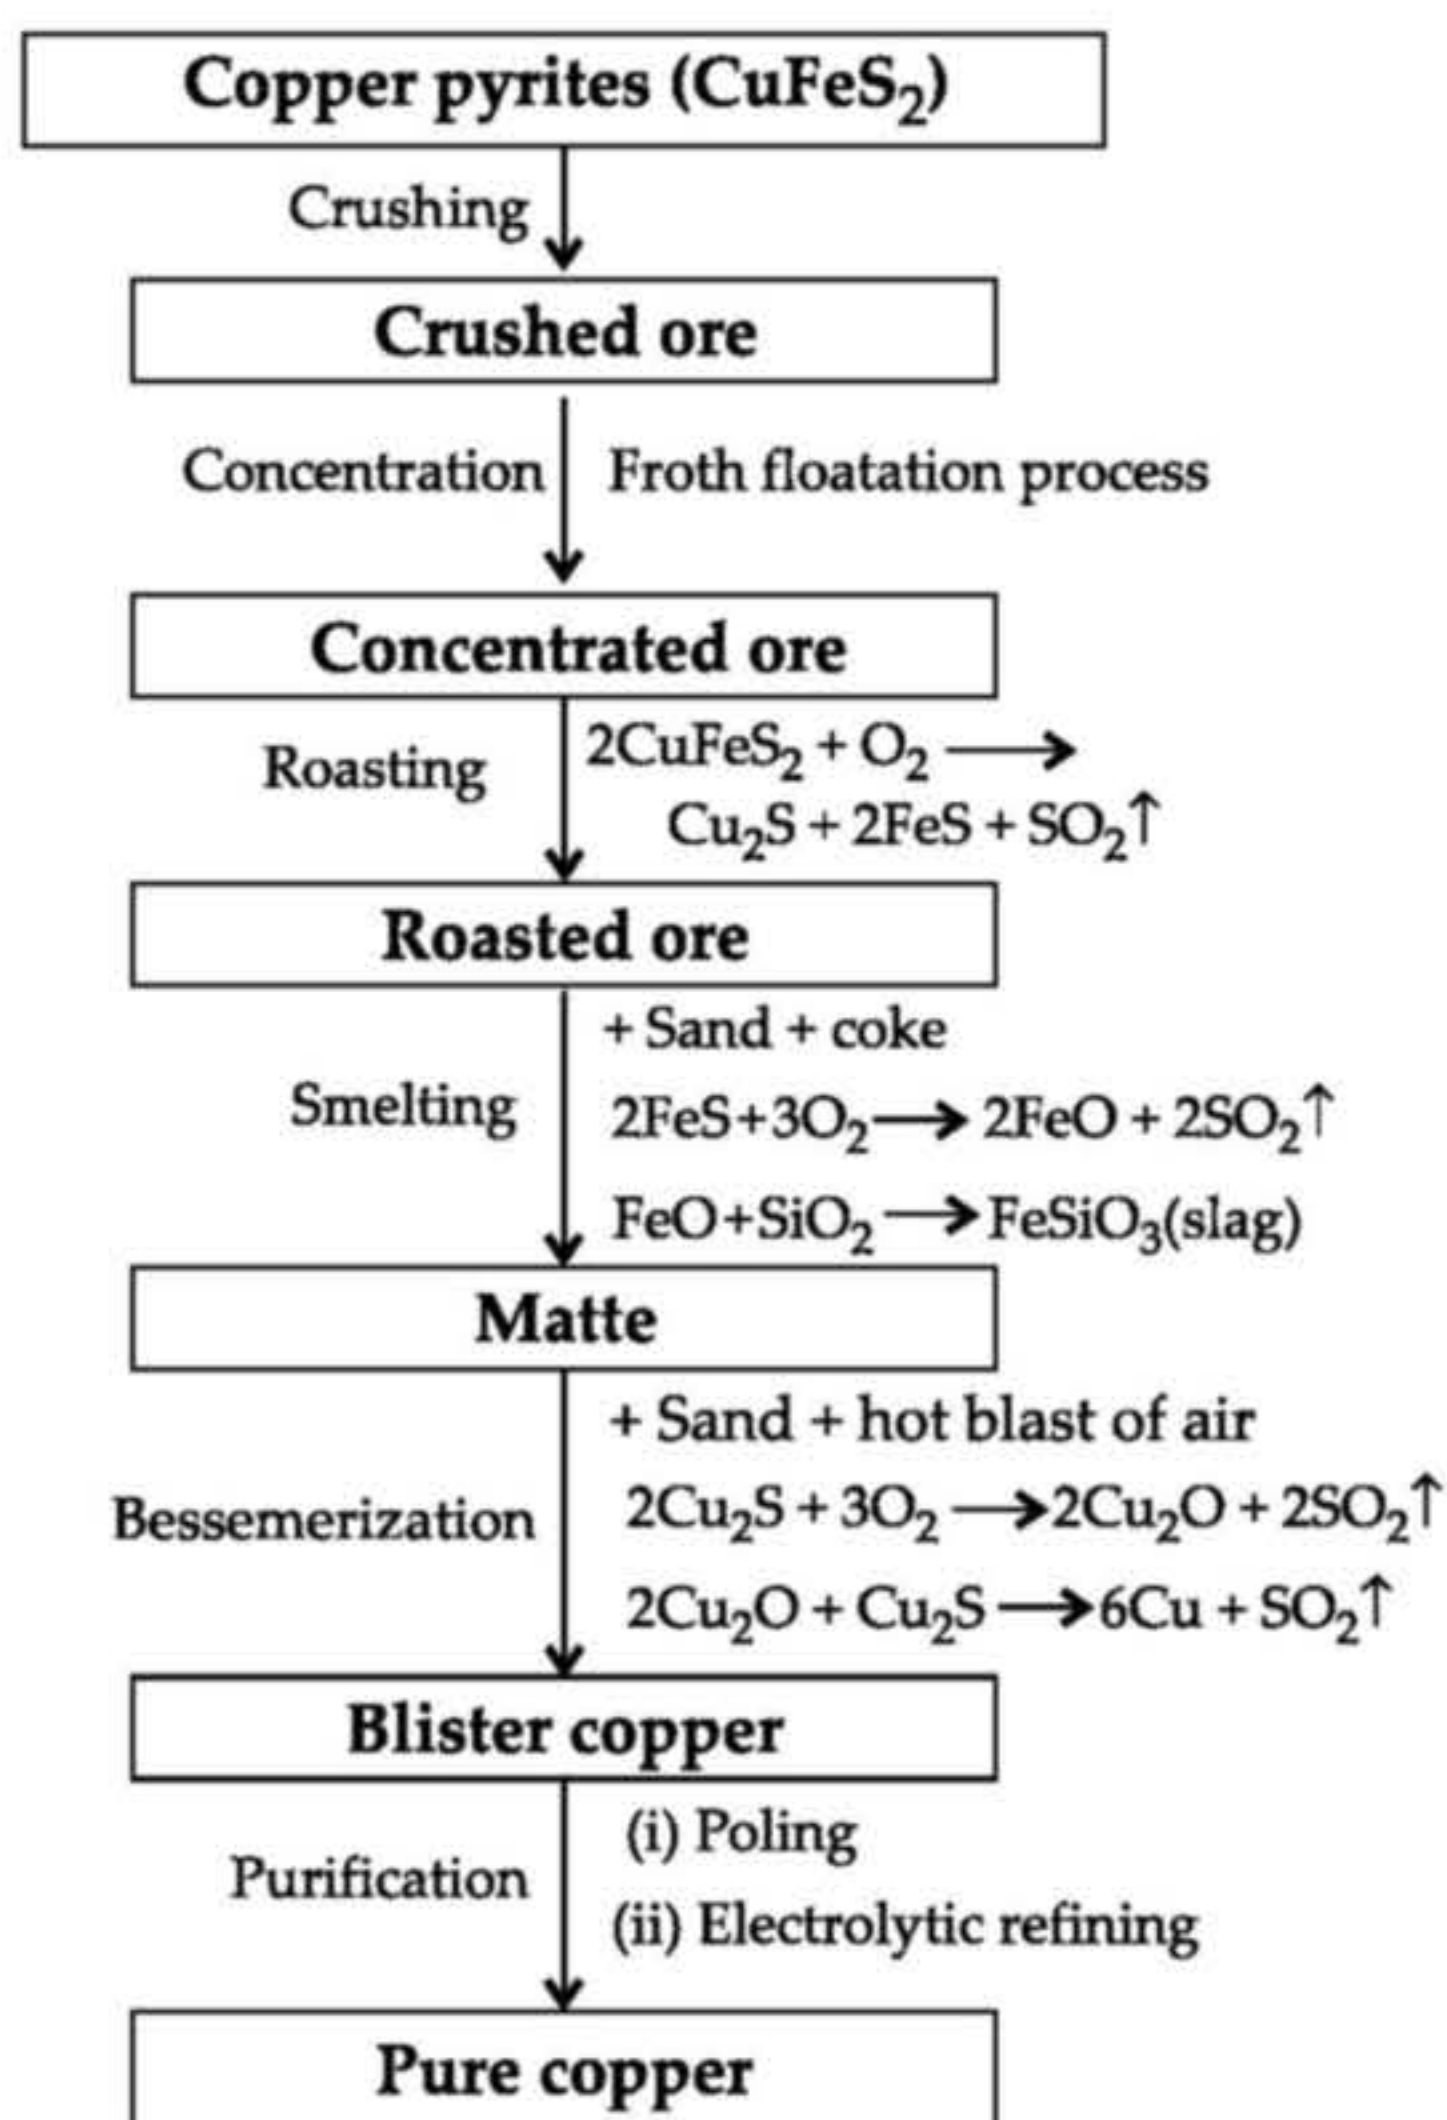 Copper pyrites (CuFeS₂)
Crushing
Crushed ore
Concentration Froth floatation process
Concentrated ore
Roasting
2CuFeS₂ + O₂ ⟶
Cu₂S + 2FeS + SO₂↑
Roasted ore
+ Sand + coke
Smelting
2FeS+3O₂⟶ 2FeO + 2SO₂↑
FeO+SiO₂⟶FeSiO₃(slag)
Matte
+ Sand + hot blast of air
Bessemerization
2Cu₂S + 3O₂ ⟶2Cu₂O + 2SO₂↑
2Cu₂O + Cu₂S⟶6Cu + SO₂↑
Blister copper
(i) Poling
Purification
(ii) Electrolytic refining
Pure copper